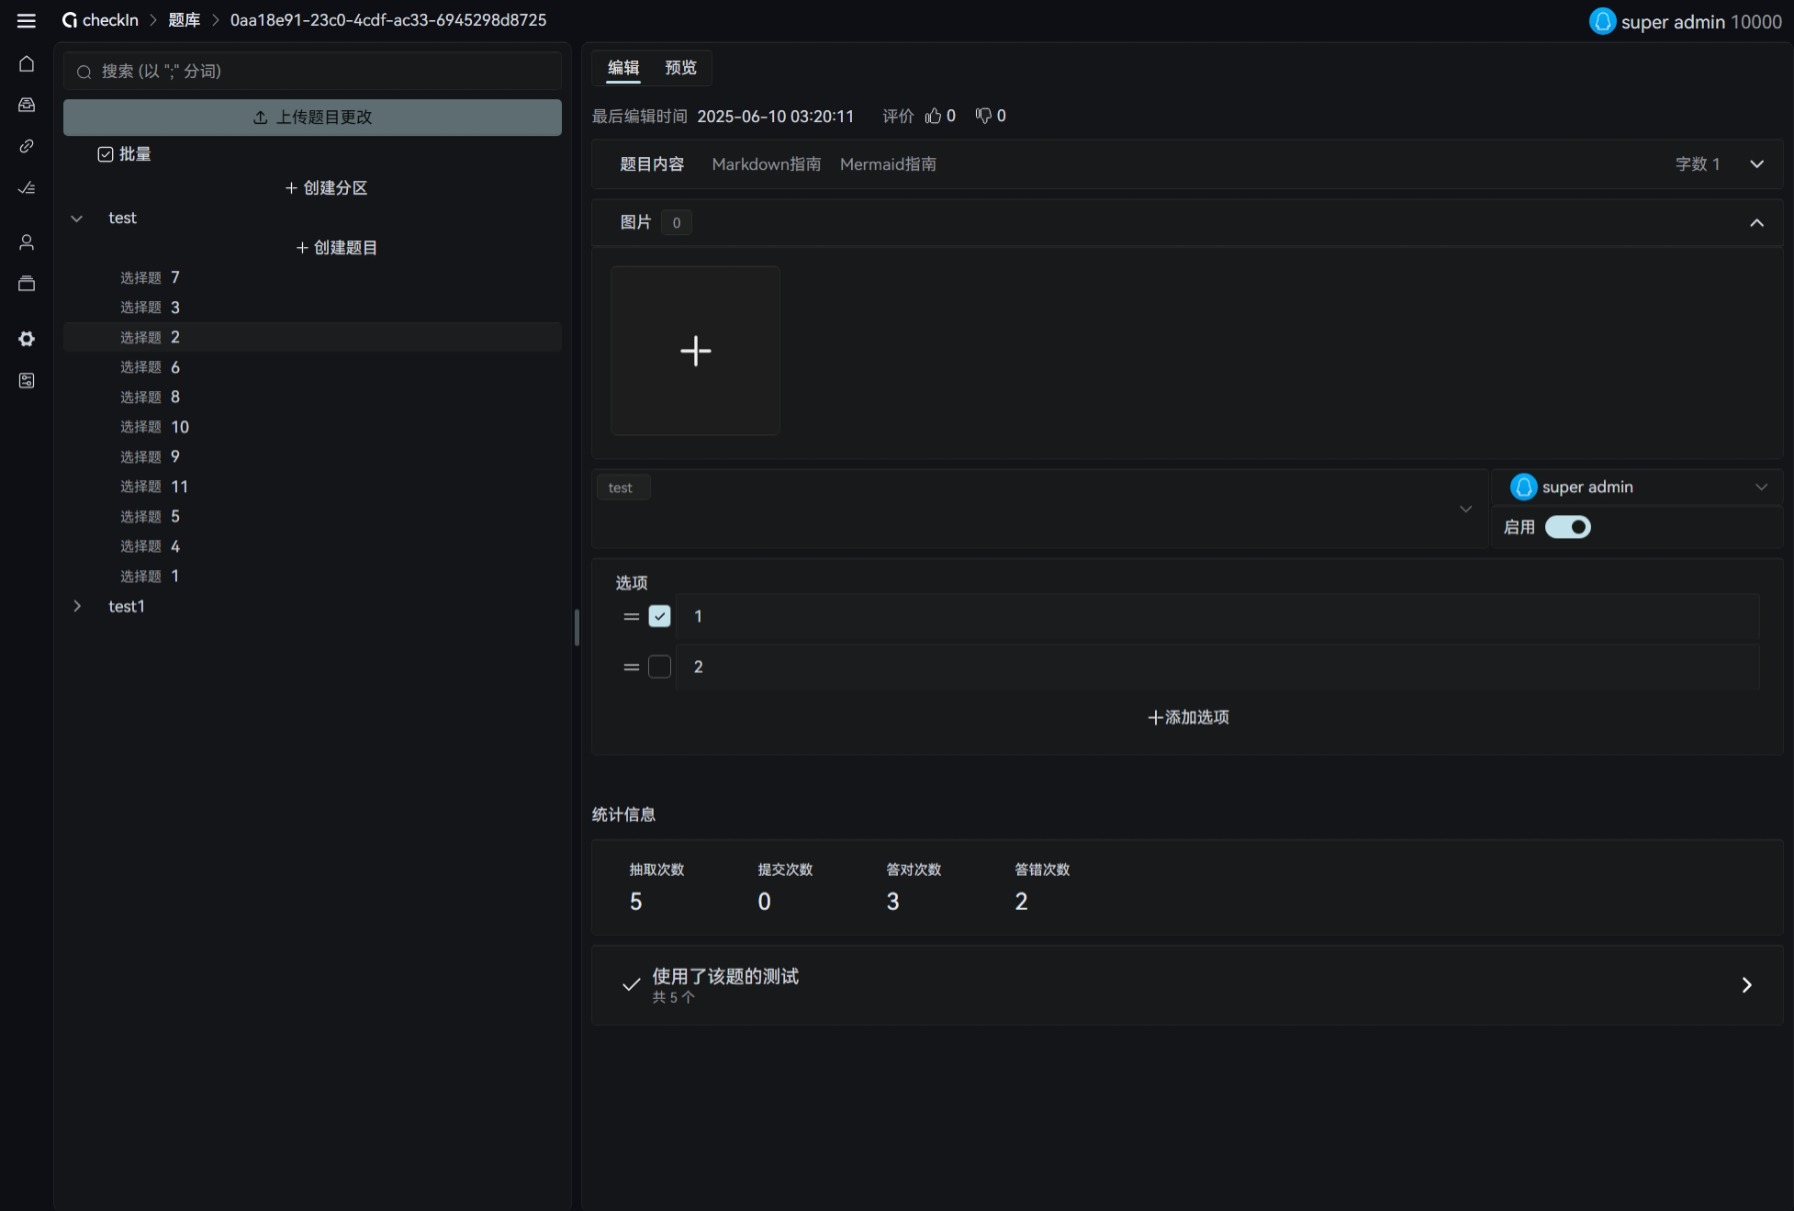 checkIn > 题库 > 0aa18e91-23c0-4cdf-ac33-6945298d8725
super admin 10000
搜索 (以 ";" 分词)
上传题目更改
批量
+ 创建分区
test
+ 创建题目
选择题 7
选择题 3
选择题 2
选择题 6
选择题 8
选择题 10
选择题 9
选择题 11
选择题 5
选择题 4
选择题 1
test1
编辑 预览
最后编辑时间 2025-06-10 03:20:11 评价 0 0
题目内容 Markdown指南 Mermaid指南 字数 1
图片 0
test
super admin
启用
选项
1
2
+添加选项
统计信息
抽取次数 提交次数 答对次数 答错次数
5 0 3 2
使用了该题的测试
共 5 个